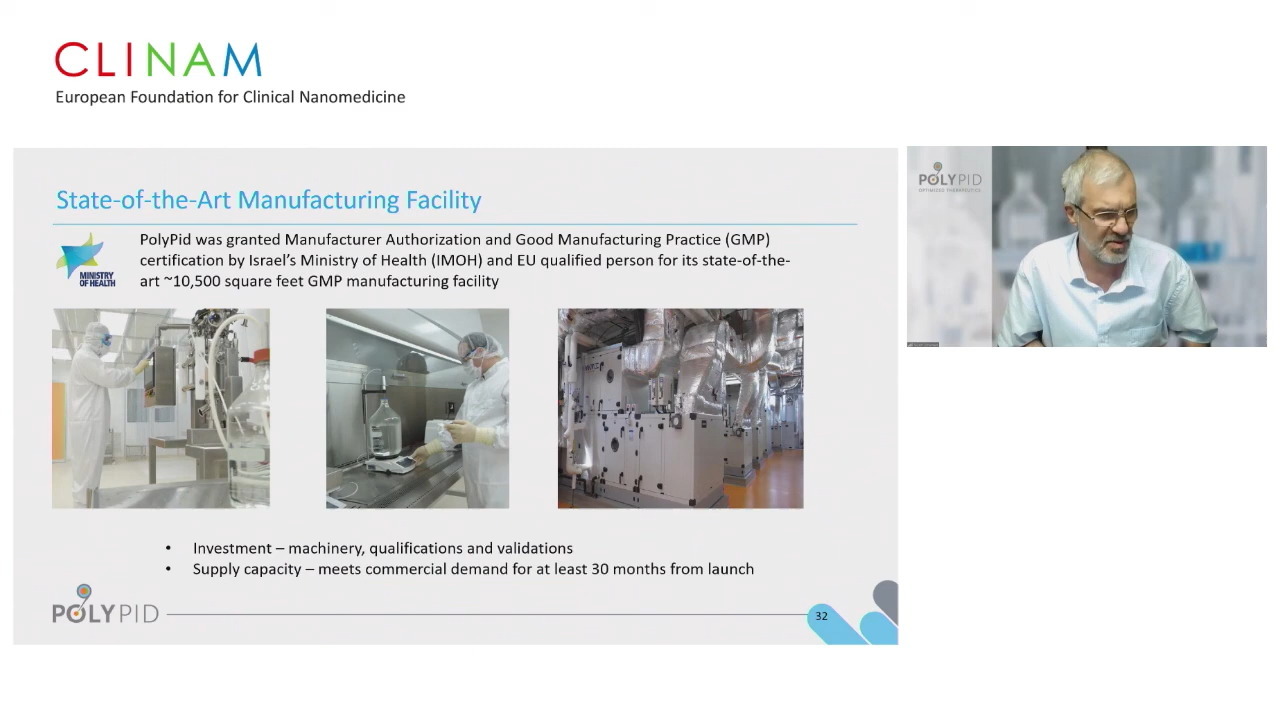 CLINAM
European Foundation for Clinical Nanomedicine
State-of-the-Art Manufacturing Facility
MINISTRY
OF HEALTH
PolyPid was granted Manufacturer Authorization and Good Manufacturing Practice (GMP)
certification by Israel's Ministry of Health (IMOH) and EU qualified person for its state-of-the-
art ~10,500 square feet GMP manufacturing facility
• Investment – machinery, qualifications and validations
• Supply capacity – meets commercial demand for at least 30 months from launch
POLYPID
32
POLYPID
OPTIMIZED THERAPEUTICS